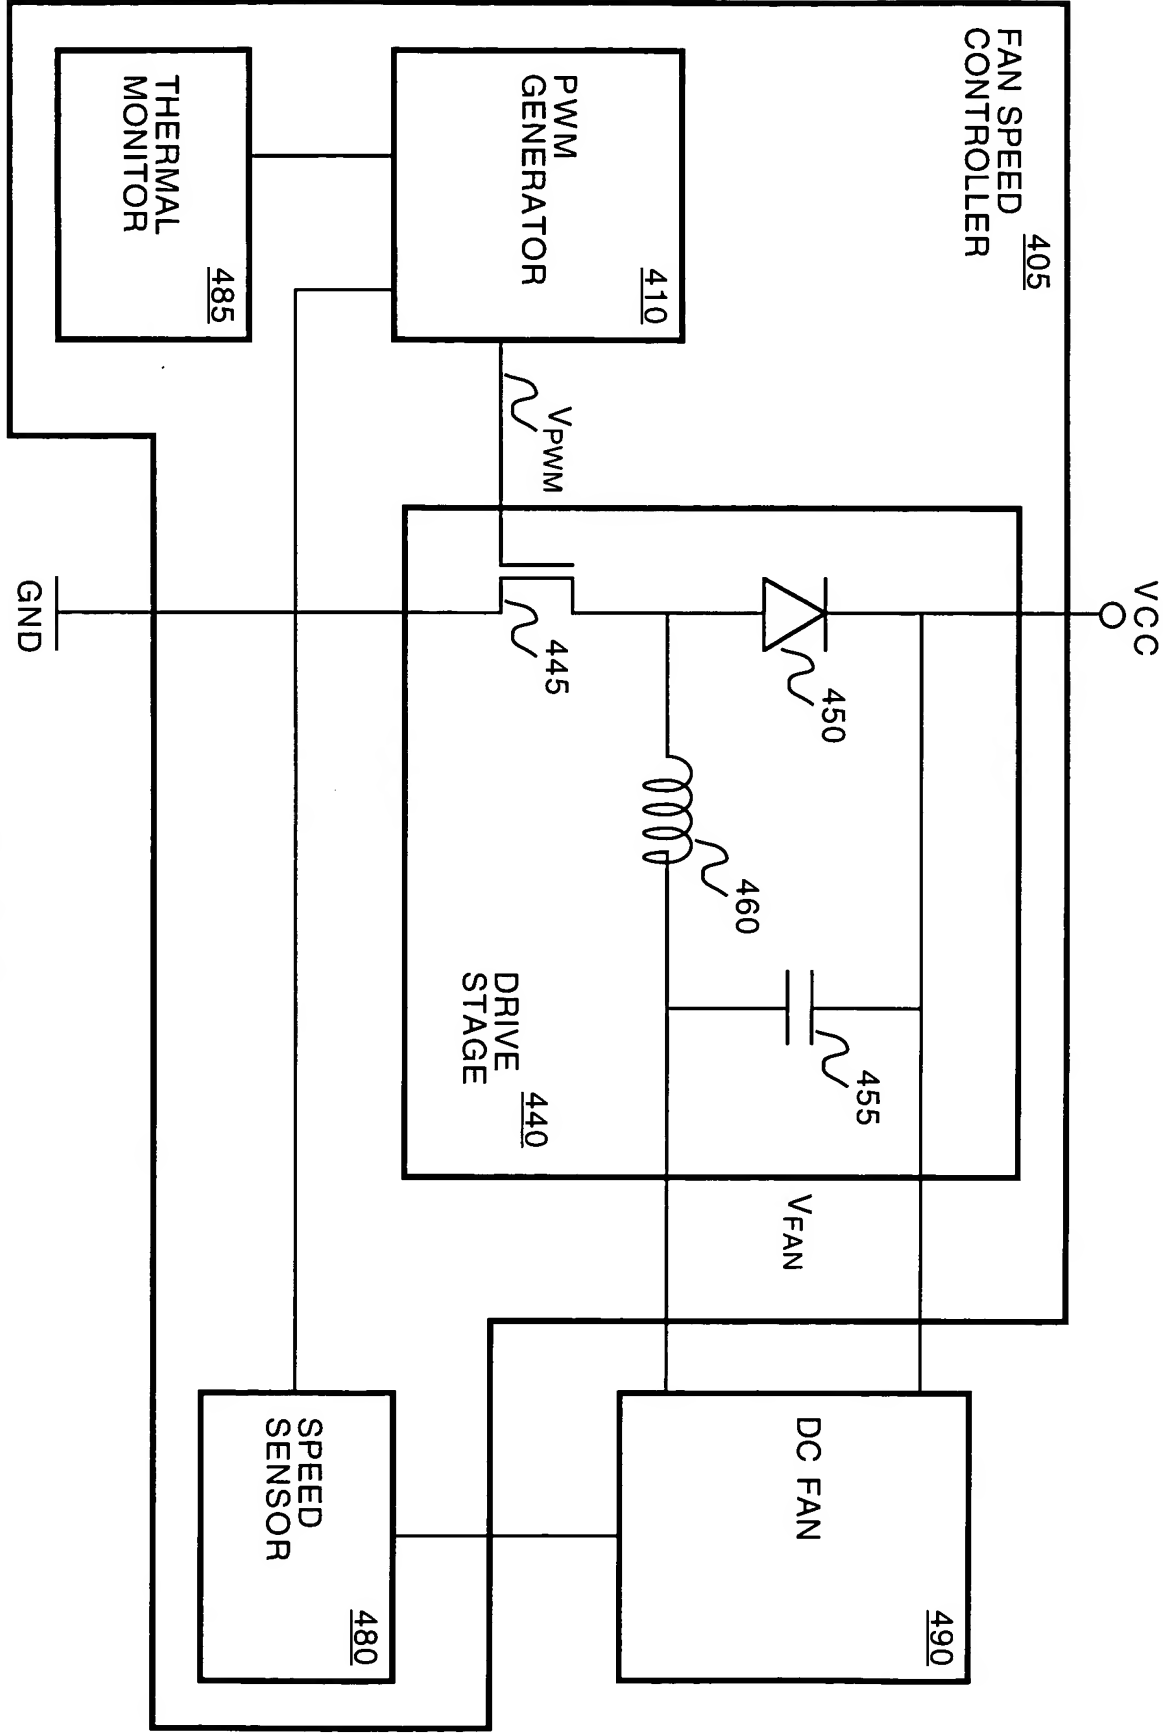 FAN SPEED
CONTROLLER
405
VCC
PWM
GENERATOR
410
VPWM
450
460
455
445
DRIVE
STAGE
440
VFAN
DC FAN
490
THERMAL
MONITOR
485
GND
SPEED
SENSOR
480